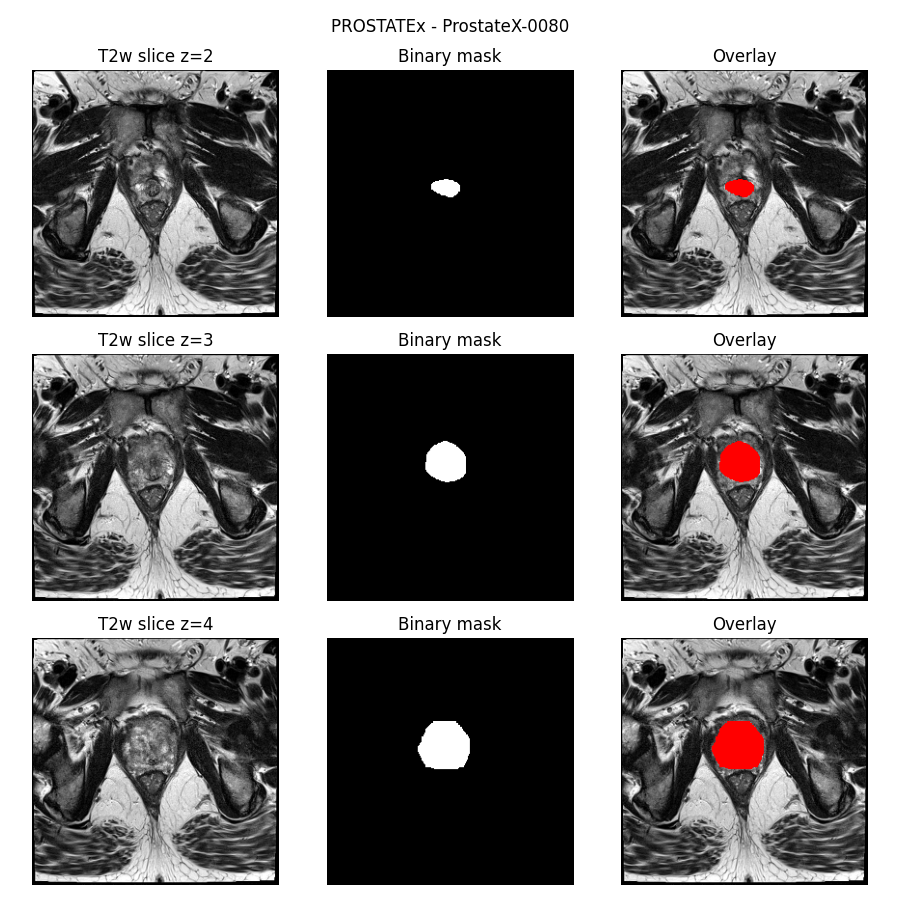 PROSTATEx - ProstateX-0080
T2w slice z=2
Binary mask
Overlay
T2w slice z=3
Binary mask
Overlay
T2w slice z=4
Binary mask
Overlay